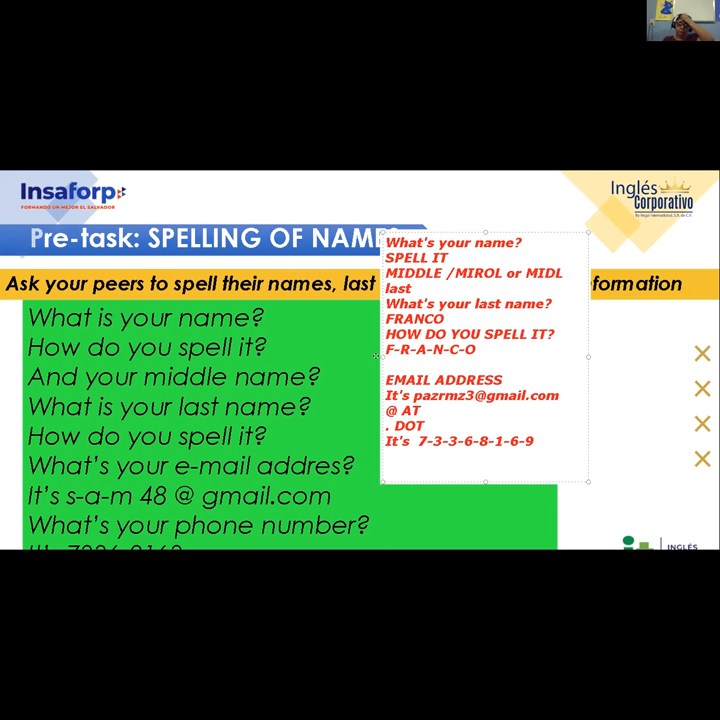 Insaforp
FORMANDO UN MEJOR EL SALVADOR
Inglés
Corporativo
Pre-task: SPELLING OF NAM
Ask your peers to spell their names, last
formation
What is your name?
How do you spell it?
And your middle name?
What is your last name?
How do you spell it?
What's your e-mail addres?
It's s-a-m 48 @ gmail.com
What's your phone number?
What's your name?
SPELL IT
MIDDLE /MIROL or MIDL
last
What's your last name?
FRANCO
HOW DO YOU SPELL IT?
F-R-A-N-C-O
EMAIL ADDRESS
It's pazrmz3@gmail.com
@ AT
. DOT
It's 7-3-3-6-8-1-6-9
INGLÉS